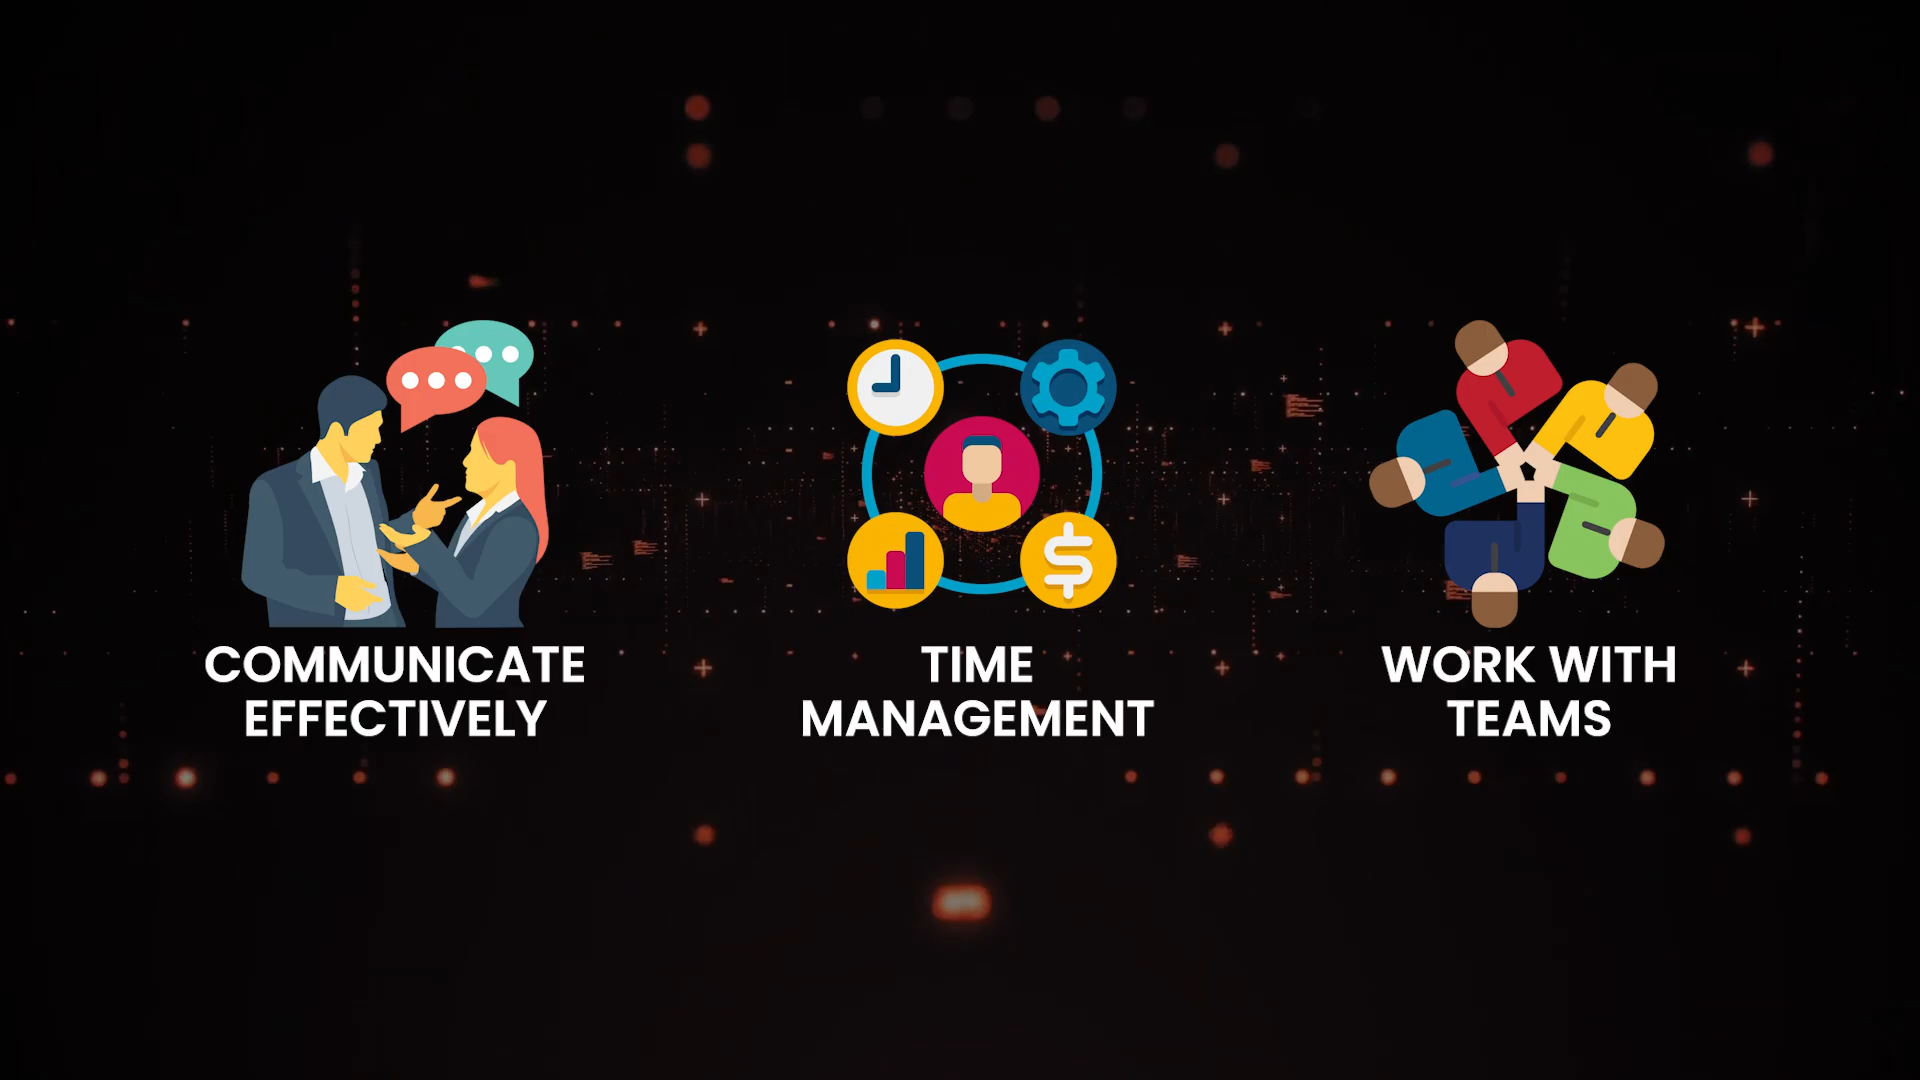 COMMUNICATE
EFFECTIVELY
TIME
MANAGEMENT
WORK WITH
TEAMS